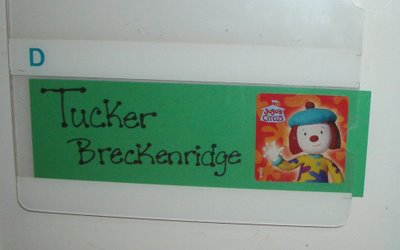 D
Tucker
Breckenridge
JoJo's
Circus